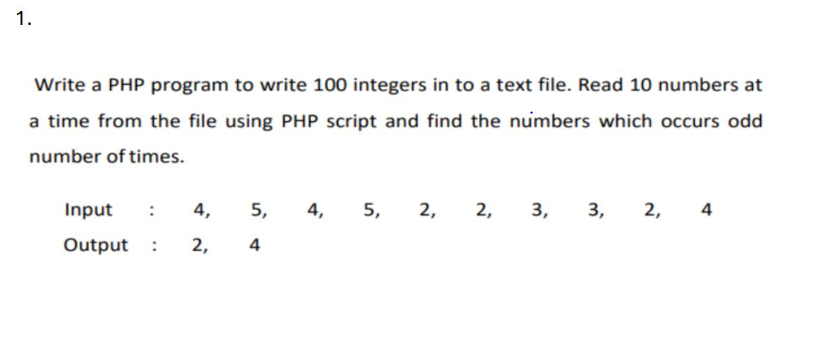 1.
Write a PHP program to write 100 integers in to a text file. Read 10 numbers at
a time from the file using PHP script and find the numbers which occurs odd
number of times.
Input : 4, 5, 4, 5, 2, 2, 3, 3, 2, 4
Output : 2, 4